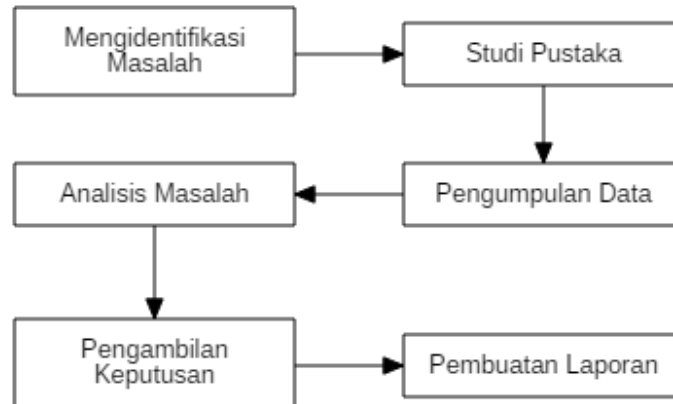 Mengidentifikasi
Masalah
Studi Pustaka
Analisis Masalah
Pengumpulan Data
Pengambilan
Keputusan
Pembuatan Laporan